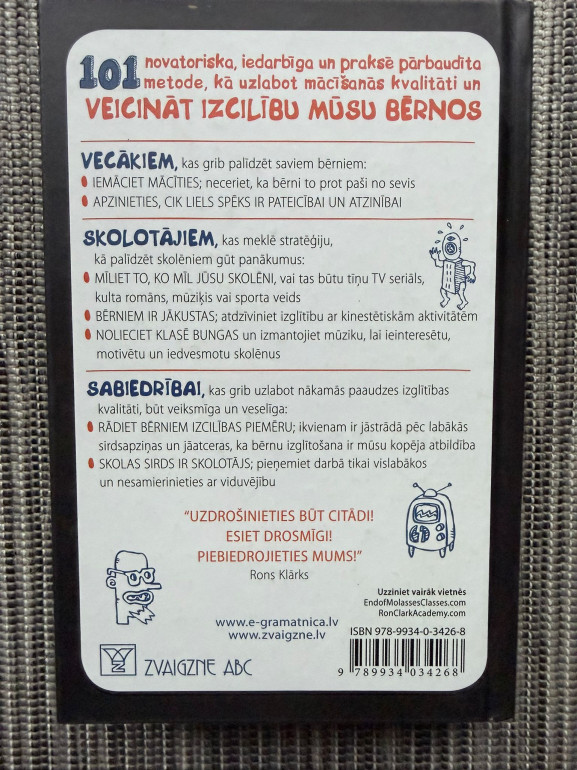 101 novatoriska, iedarbīga un praksē pārbaudīta
metode, kā uzlabot mācīšanās kvalitāti un
VEICINĀT IZCILĪBU MŪSU BĒRNOS
VECĀKIEM, kas grib palīdzēt saviem bērniem:
IEMĀCIET MĀCĪTIES; neceriet, ka bērni to prot paši no sevis
APZINIETIES, CIK LIELS SPĒKS IR PATEICĪBAI UN ATZINĪBAI
SKOLOTĀJIEM, kas meklē stratēģiju,
kā palīdzēt skolēniem gūt panākumus:
MĪLIET TO, KO MĪL JŪSU SKOLĒNI, vai tas būtu tīņu TV seriāls,
kulta romāns, mūziķis vai sporta veids
BĒRNIEM IR JĀKUSTAS; atdzīviniet izglītību ar kinestētiskām aktivitātēm
NOLIECIET KLASĒ BUNGAS un izmantojiet mūziku, lai ieinteresētu,
motivētu un iedvesmotu skolēnus
SABIEDRĪBAI, kas grib uzlabot nākamās paaudzes izglītības
kvalitāti, būt veiksmīga un veselīga:
RĀDIET BĒRNIEM IZCILĪBAS PIEMĒRU; ikvienam ir jāstrādā pēc labākās
sirdsapziņas un jāatceras, ka bērnu izglītošana ir mūsu kopēja atbildība
SKOLAS SIRDS IR SKOLOTĀJS; pieņemiet darbā tikai vislabākos
un nesamierinieties ar viduvējību
"UZDROŠINIETIES BŪT CITĀDI!
ESIET DROSMĪGI!
PIEBIEDROJIETIES MUMS!"
Rons Klārks
Uzziniet vairāk vietnēs
EndofMolassesClasses.com
RonClarkAcademy.com
www.e-gramatnica.lv
www.zvaigzne.lv
ZVAIGZNE ABC
ISBN 978-9934-0-3426-8
9 789934 034268